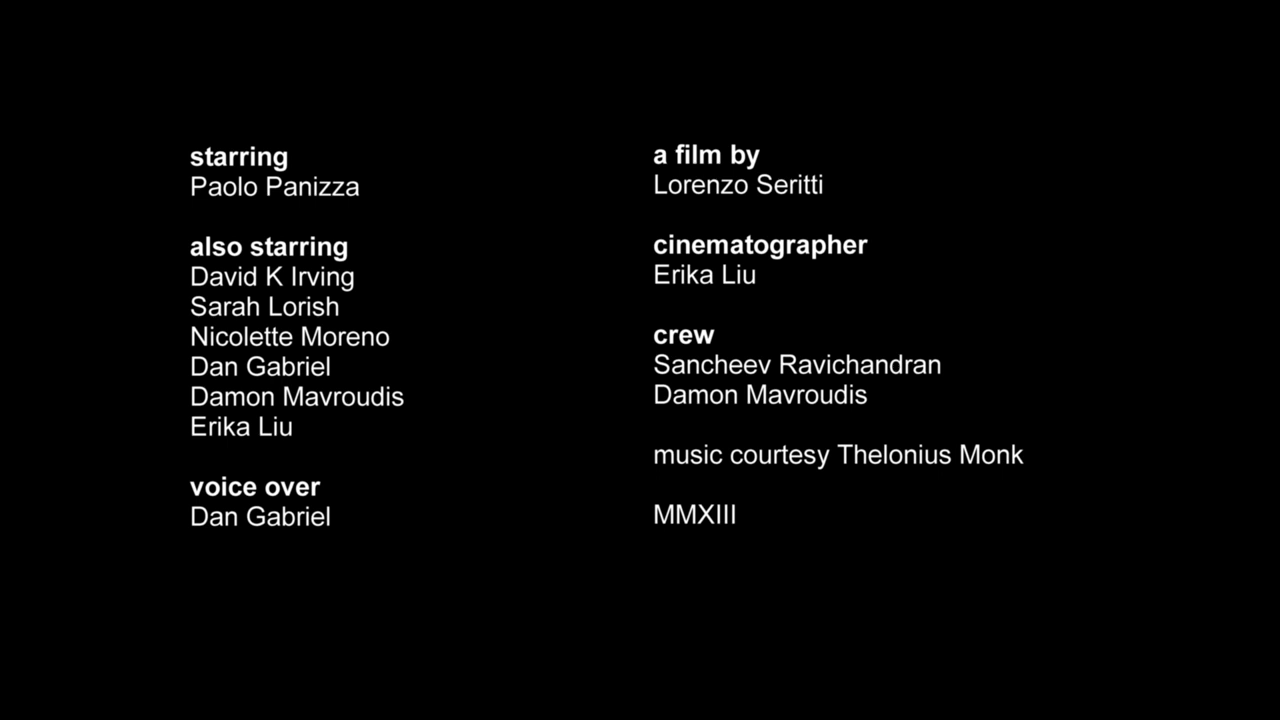 starring
Paolo Panizza
also starring
David K Irving
Sarah Lorish
Nicolette Moreno
Dan Gabriel
Damon Mavroudis
Erika Liu
voice over
Dan Gabriel
a film by
Lorenzo Seritti
cinematographer
Erika Liu
crew
Sancheev Ravichandran
Damon Mavroudis
music courtesy Thelonius Monk
MMXIII